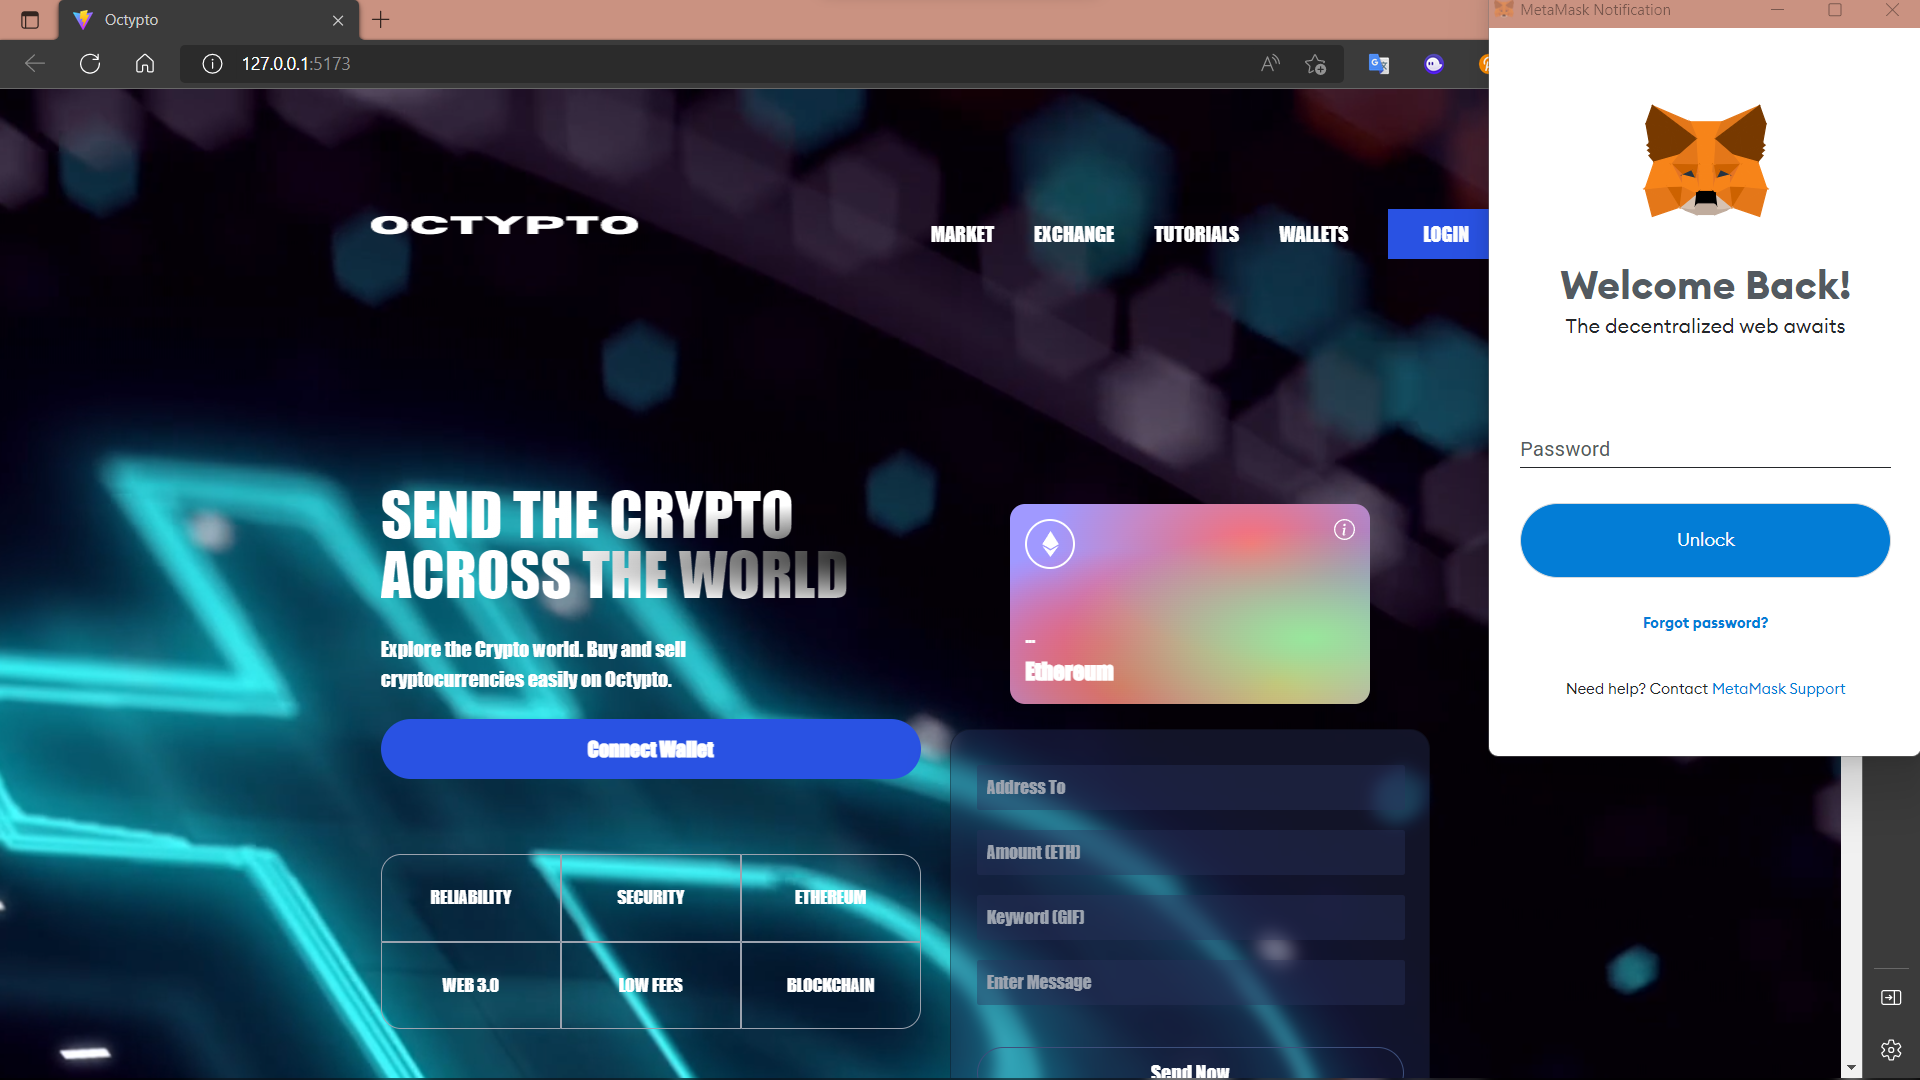 Octypto
127.0.0.1:5173
MetaMask Notification
OCTYPTO
MARKET
EXCHANGE
TUTORIALS
WALLETS
LOGIN
SEND THE CRYPTO
ACROSS THE WORLD
Explore the Crypto world. Buy and sell
cryptocurrencies easily on Octypto.
Connect Wallet
RELIABILITY
SECURITY
ETHEREUM
WEB 3.0
LOW FEES
BLOCKCHAIN
Ethereum
Address To
Amount (ETH)
Keyword (GIF)
Enter Message
Send Now
Welcome Back!
The decentralized web awaits
Password
Unlock
Forgot password?
Need help? Contact MetaMask Support